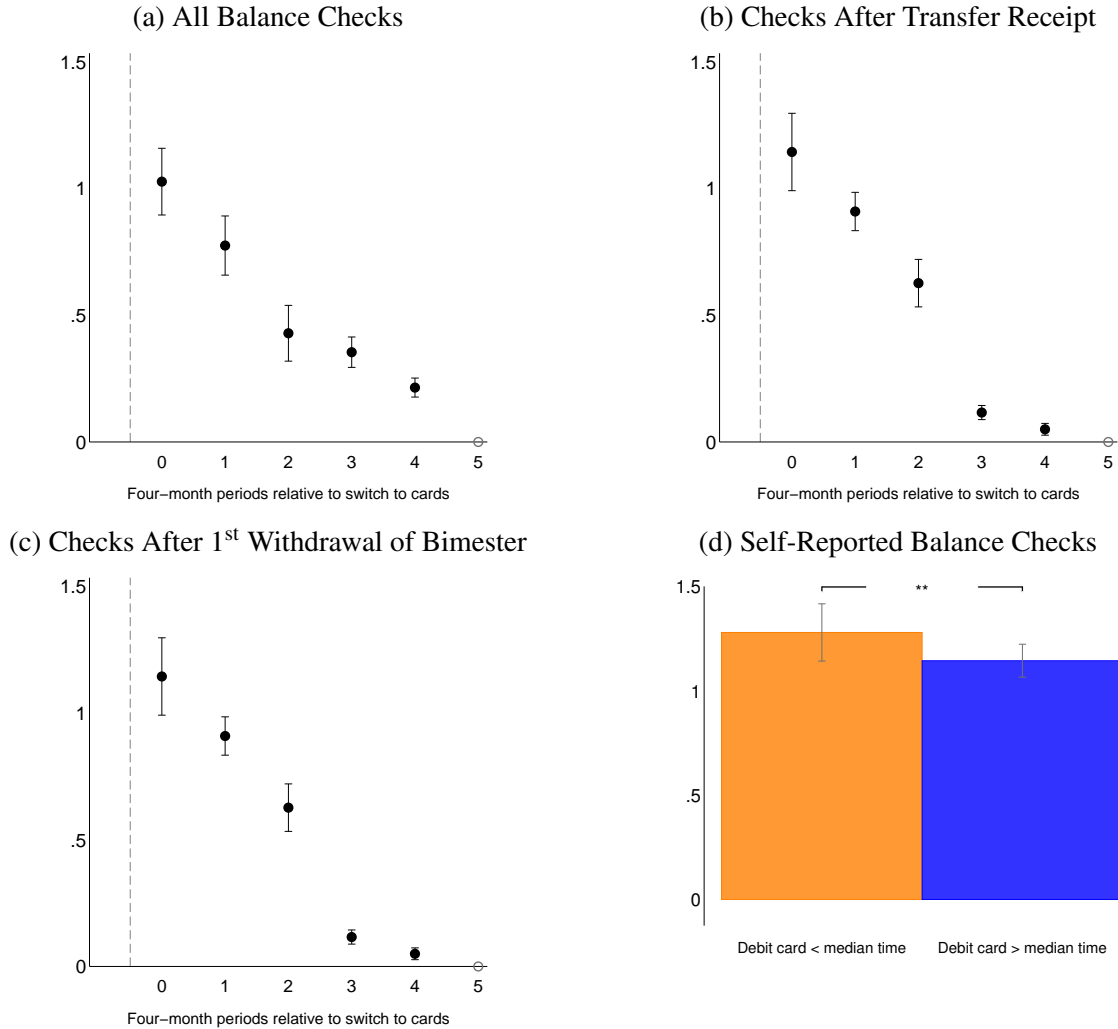 (a) All Balance Checks
1.5
1
.5
0
0 1 2 3 4 5
Four−month periods relative to switch to cards
(b) Checks After Transfer Receipt
1.5
1
.5
0
0 1 2 3 4 5
Four−month periods relative to switch to cards
(c) Checks After 1st Withdrawal of Bimester
1.5
1
.5
0
0 1 2 3 4 5
Four−month periods relative to switch to cards
(d) Self-Reported Balance Checks
**
1.5
1
.5
0
Debit card < median time Debit card > median time